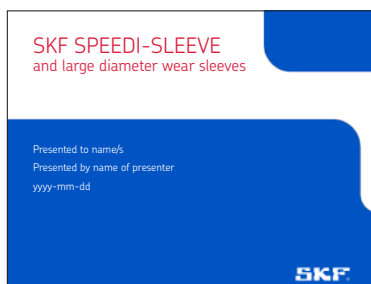 SKF SPEEDI-SLEEVE
and large diameter wear sleeves
Presented to name/s
Presented by name of presenter
yyyy-mm-dd
SKF